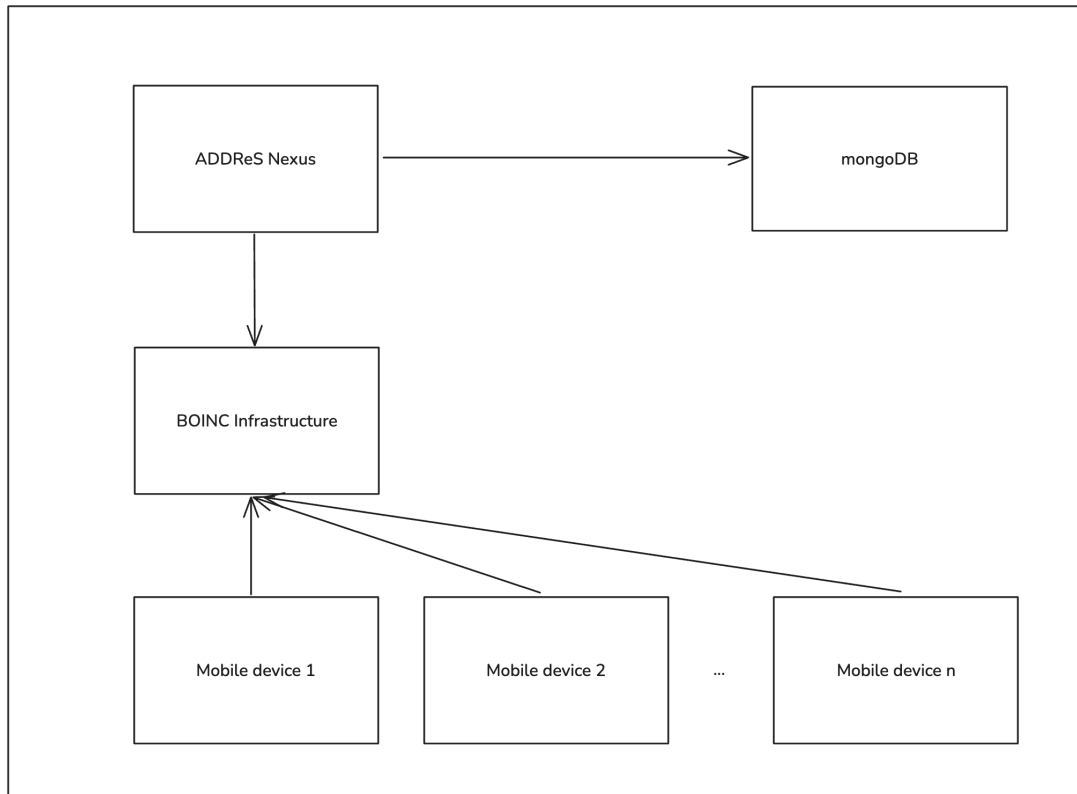 ADDReS Nexus
mongoDB
BOINC Infrastructure
Mobile device 1
Mobile device 2
...
Mobile device n